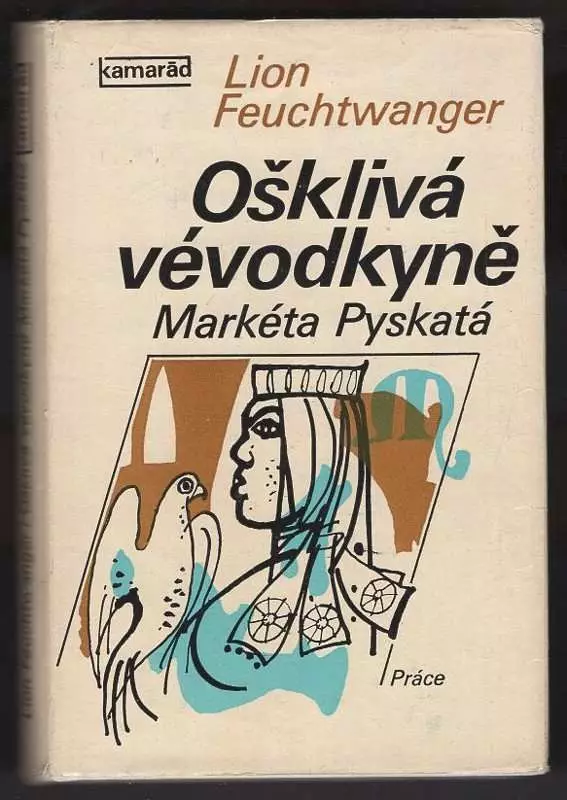 kamarád
Lion
Feuchtwanger
Ošklivá
vévodkyně
Markéta Pyskatá
Práce